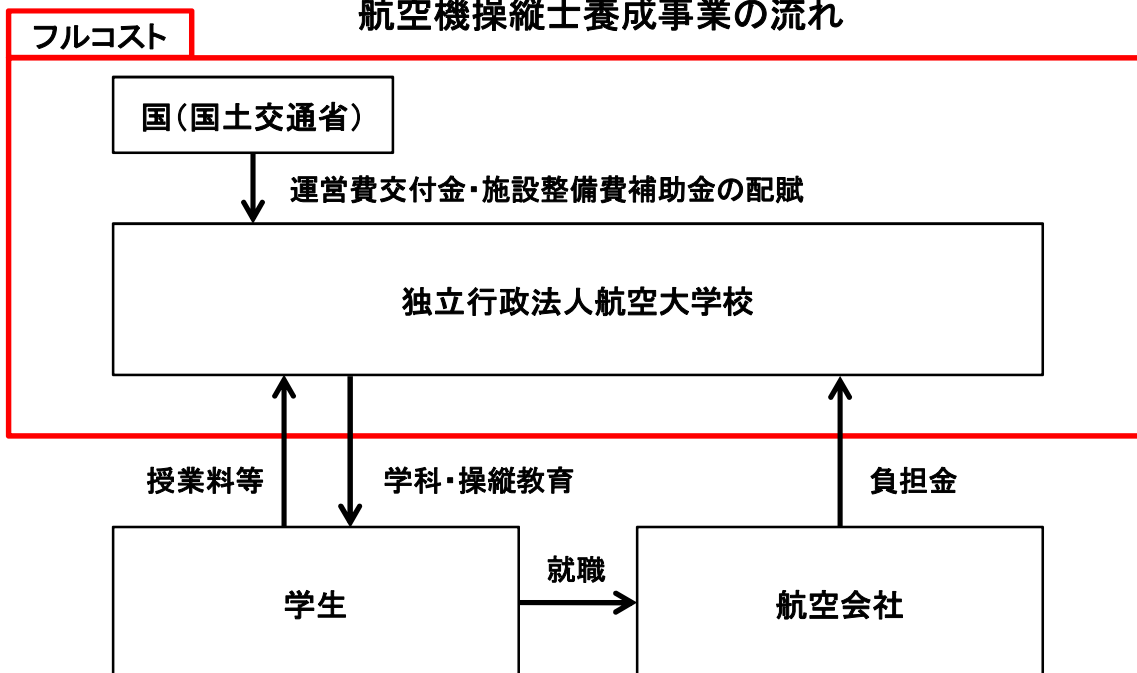 航空機操縦士養成事業の流れ
フルコスト
国(国土交通省)
運営費交付金・施設整備費補助金の配賦
独立行政法人航空大学校
授業料等
学科・操縦教育
負担金
学生
就職
航空会社